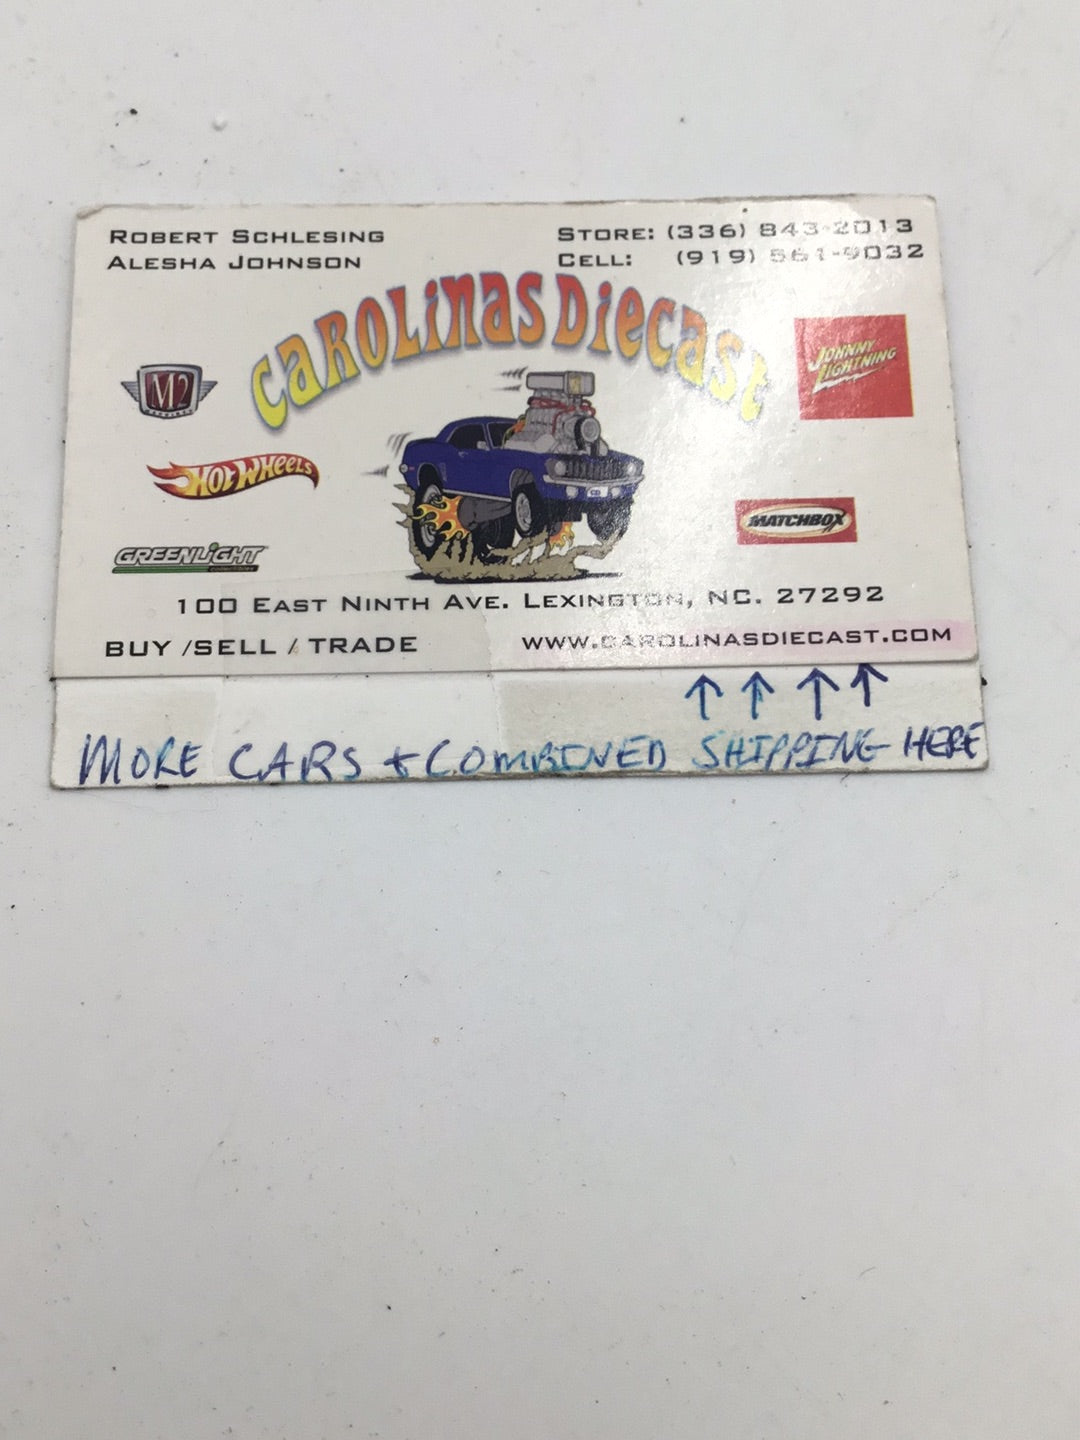 ROBERT SCHLESING
ALESHA JOHNSON
STORE: (336) 843-2013
CELL: (919) 561-9032
CAROLiNAS DiECAST
M2
MACHINES
HOT WHEELS
GREENLiGHT
JOHNNY
LIGHTNING
MATCHBOX
100 EAST NINTH AVE. LEXINGTON, NC. 27292
BUY /SELL / TRADE
WWW.CAROLINASDIECAST.COM
↑ ↑ ↑ ↑
MORE CARS + COMBINED SHIPPING HERE